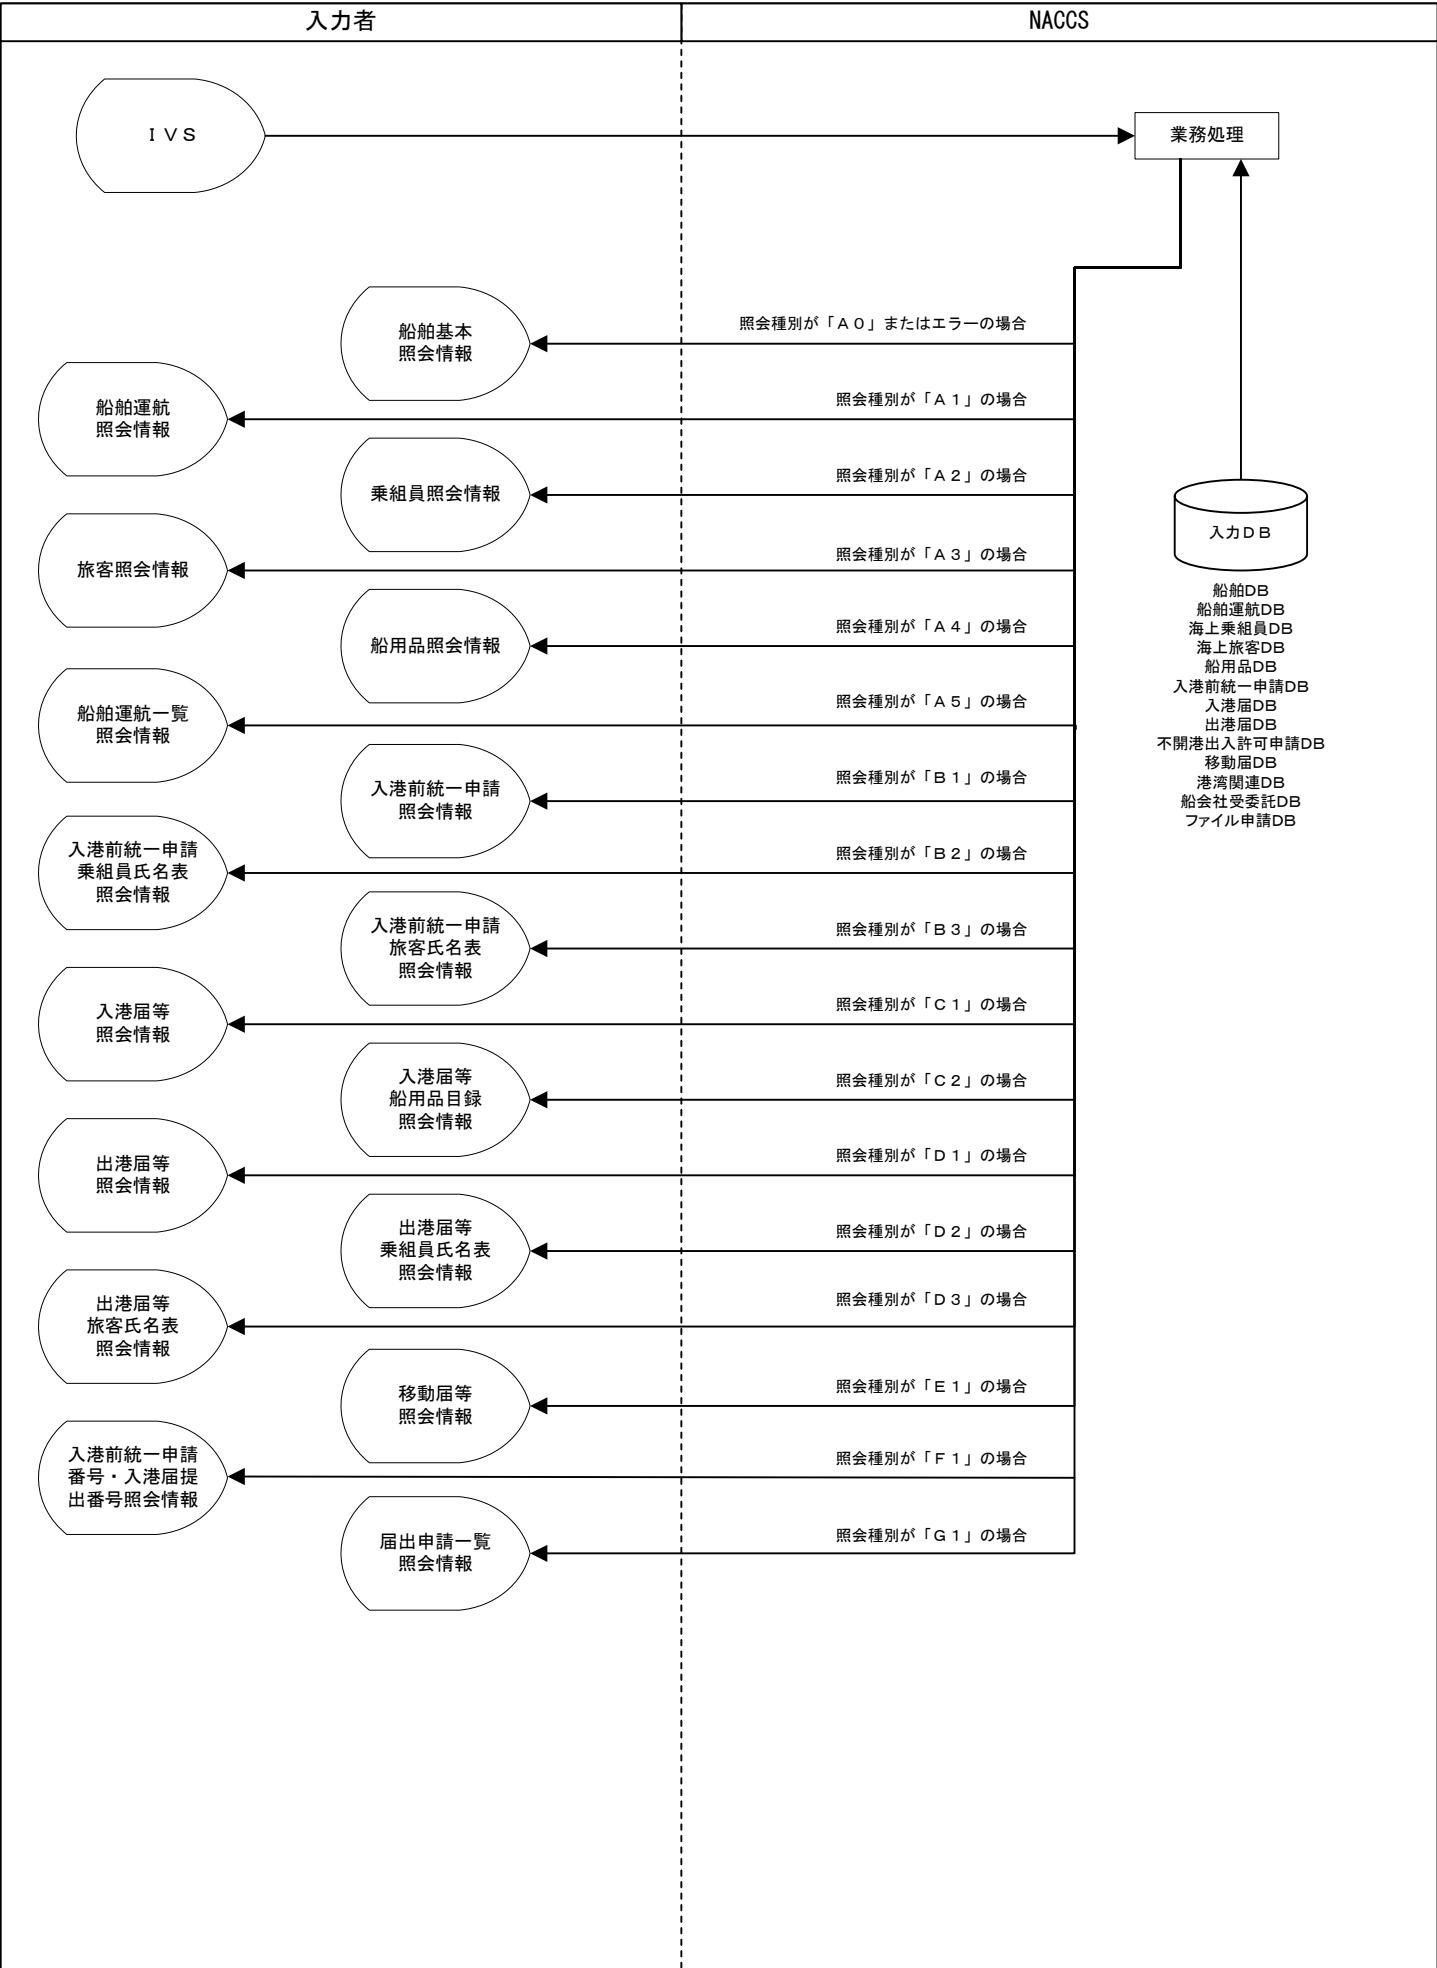 入力者
NACCS
ＩＶＳ
業務処理
照会種別が「Ａ０」またはエラーの場合
船舶基本
照会情報
照会種別が「Ａ１」の場合
船舶運航
照会情報
照会種別が「Ａ２」の場合
乗組員照会情報
照会種別が「Ａ３」の場合
旅客照会情報
照会種別が「Ａ４」の場合
船用品照会情報
照会種別が「Ａ５」の場合
船舶運航一覧
照会情報
照会種別が「Ｂ１」の場合
入港前統一申請
照会情報
照会種別が「Ｂ２」の場合
入港前統一申請
乗組員氏名表
照会情報
照会種別が「Ｂ３」の場合
入港前統一申請
旅客氏名表
照会情報
照会種別が「Ｃ１」の場合
入港届等
照会情報
照会種別が「Ｃ２」の場合
入港届等
船用品目録
照会情報
照会種別が「Ｄ１」の場合
出港届等
照会情報
照会種別が「Ｄ２」の場合
出港届等
乗組員氏名表
照会情報
照会種別が「Ｄ３」の場合
出港届等
旅客氏名表
照会情報
照会種別が「Ｅ１」の場合
移動届等
照会情報
照会種別が「Ｆ１」の場合
入港前統一申請
番号・入港届提
出番号照会情報
照会種別が「Ｇ１」の場合
届出申請一覧
照会情報
入力ＤＢ
船舶DB
船舶運航DB
海上乗組員DB
海上旅客DB
船用品DB
入港前統一申請DB
入港届DB
出港届DB
不開港出入許可申請DB
移動届DB
港湾関連DB
船会社受委託DB
ファイル申請DB